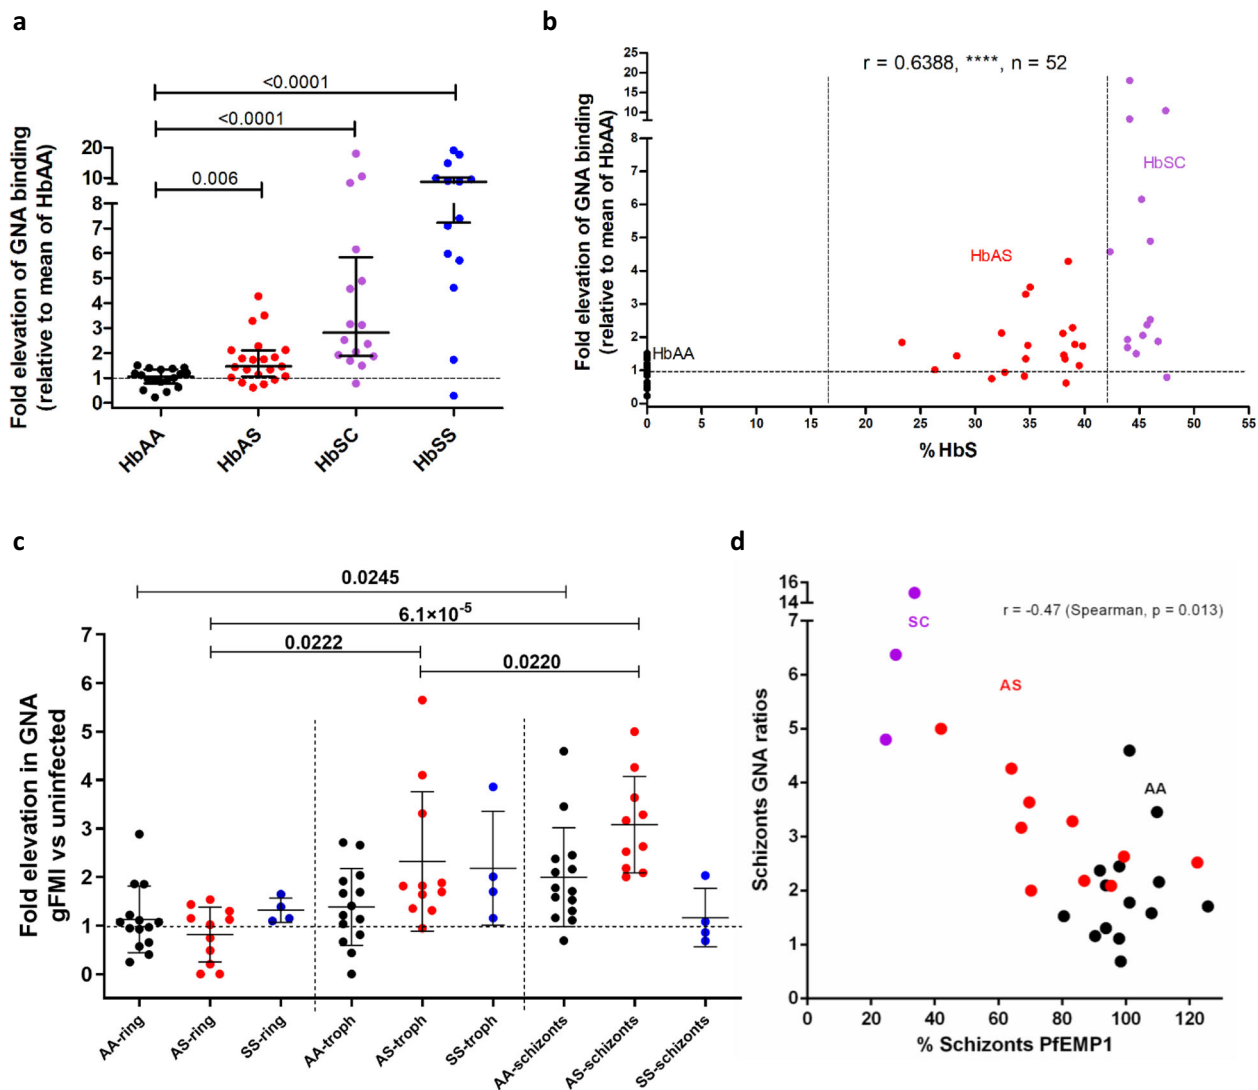 a
Fold elevation of GNA binding
(relative to mean of HbAA)
<0.0001
<0.0001
0.006
20
10
8
7
6
5
4
3
2
1
0
HbAA
HbAS
HbSC
HbSS
b
Fold elevation of GNA binding
(relative to mean of HbAA)
r = 0.6388, ****, n = 52
25
20
15
10
8
7
6
5
4
3
2
1
0
HbSC
HbAS
HbAA
0 5 10 15 20 25 30 35 40 45 50 55
% HbS
c
Fold elevation in GNA
gFMI vs uninfected
0.0245
6.1×10-5
0.0222
0.0220
7
6
5
4
3
2
1
0
AA-ring
AS-ring
SS-ring
AA-troph
AS-troph
SS-troph
AA-schizonts
AS-schizonts
SS-schizonts
d
Schizonts GNA ratios
r = -0.47 (Spearman, p = 0.013)
16
14
7
6
5
4
3
2
1
0
SC
AS
AA
0 20 40 60 80 100 120
% Schizonts PfEMP1